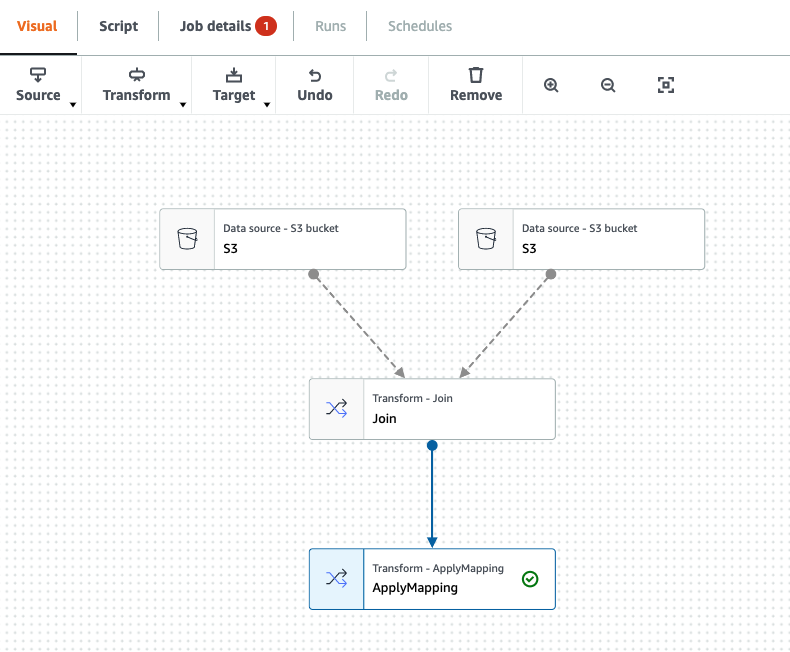 Visual Script Job details 1 Runs Schedules
Source Transform Target Undo Redo Remove
Data source - S3 bucket
S3
Data source - S3 bucket
S3
Transform - Join
Join
Transform - ApplyMapping
ApplyMapping